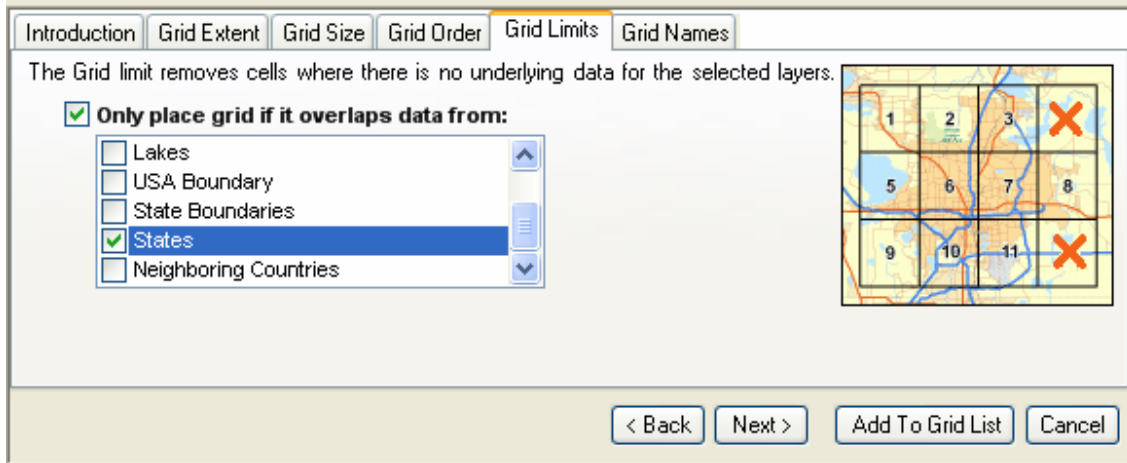 Introduction Grid Extent Grid Size Grid Order Grid Limits Grid Names
The Grid limit removes cells where there is no underlying data for the selected layers.
Only place grid if it overlaps data from:
Lakes
USA Boundary
State Boundaries
States
Neighboring Countries
1 2 3
5 6 7 8
9 10 11
< Back Next > Add To Grid List Cancel